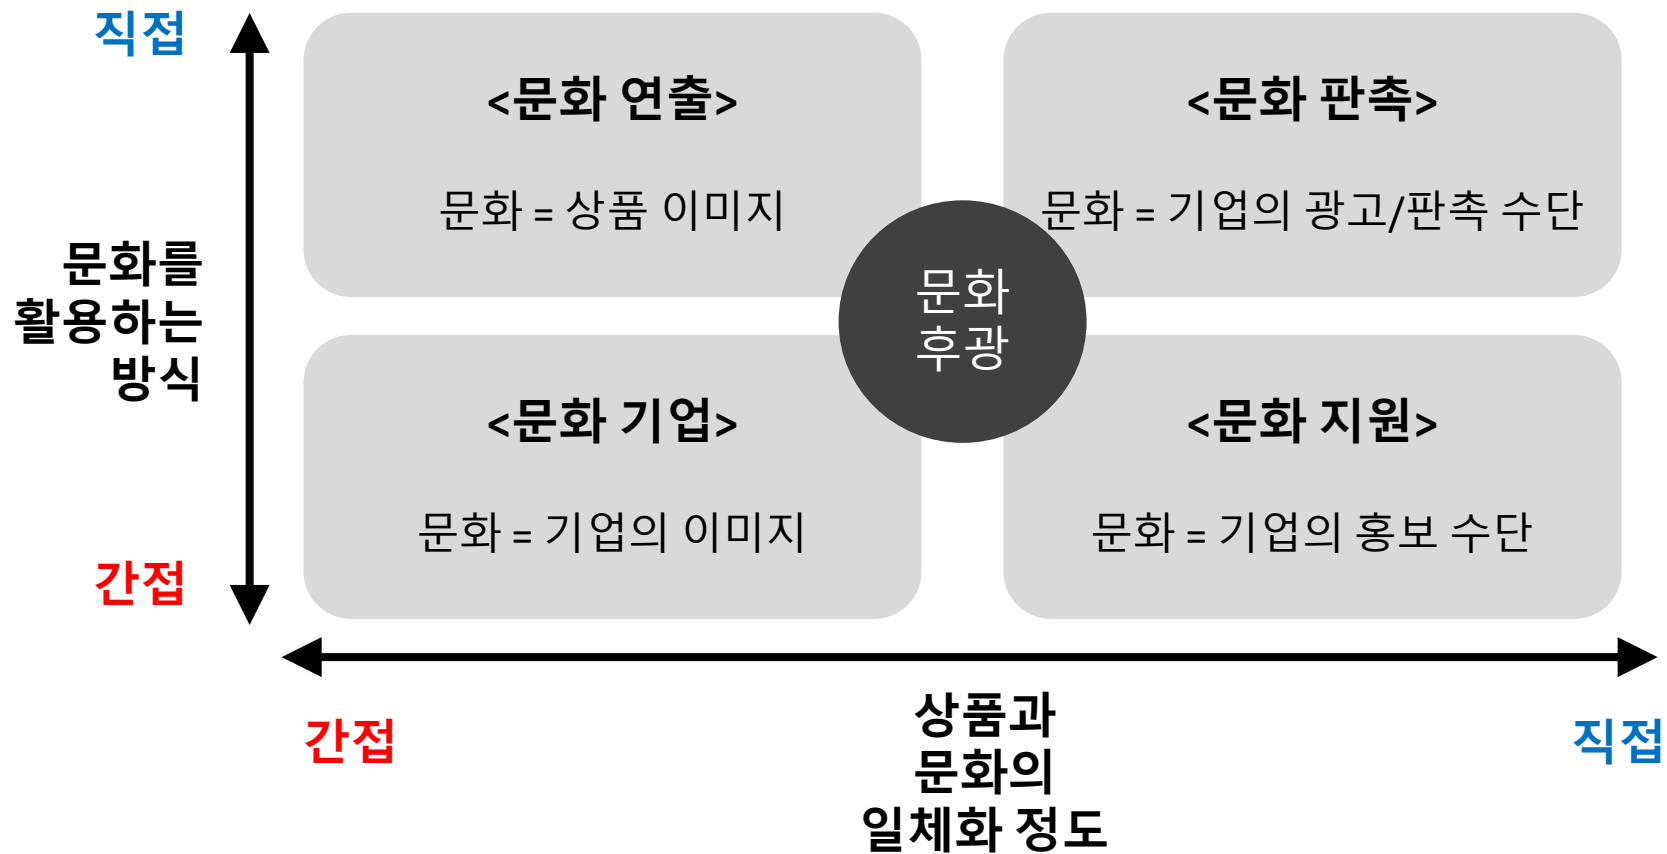 직접
<문화 연출>
문화 = 상품 이미지
<문화 판촉>
문화 = 기업의 광고/판촉 수단
문화를
활용하는
방식
문화
후광
<문화 기업>
문화 = 기업의 이미지
<문화 지원>
문화 = 기업의 홍보 수단
간접
간접
상품과
문화의
일체화 정도
직접